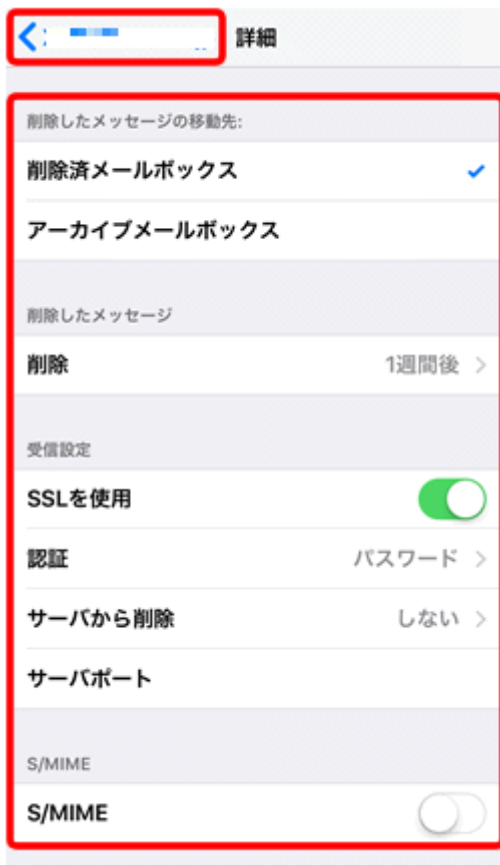 詳細
削除したメッセージの移動先:
削除済メールボックス
アーカイブメールボックス
削除したメッセージ
削除 1週間後
受信設定
SSLを使用
認証 パスワード
サーバから削除 しない
サーバポート
S/MIME
S/MIME